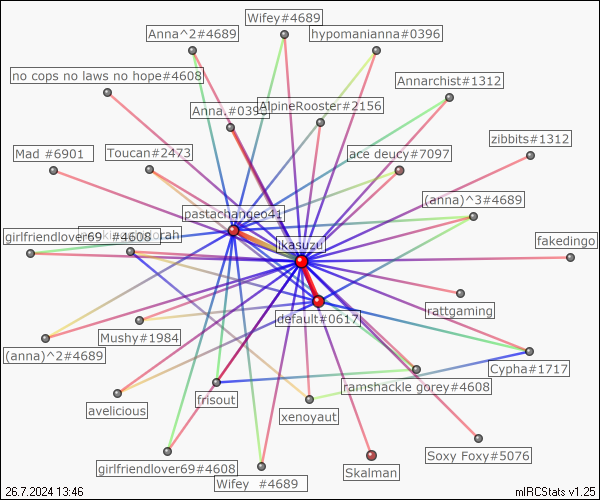 Wifey#4689
Anna^2#4689
hypomanianna#0396
no cops no laws no hope#4608
Annarchist#1312
AlpineRooster#2156
Anna.#0396
zibbits#1312
Mad #6901
Toucan#2473
ace deucy#7097
(anna)^3#4689
pastachangeo41
girlfriendlover69 #4608
ikasuzu
fakedingo
rattgaming
default#0617
Mushy#1984
(anna)^2#4689
Cypha#1717
ramshackle gorey#4608
frisout
avelicious
xenoyaut
Soxy Foxy#5076
girlfriendlover69#4608
Skalman
Wifey #4689
26.7.2024 13:46
mIRCStats v1.25